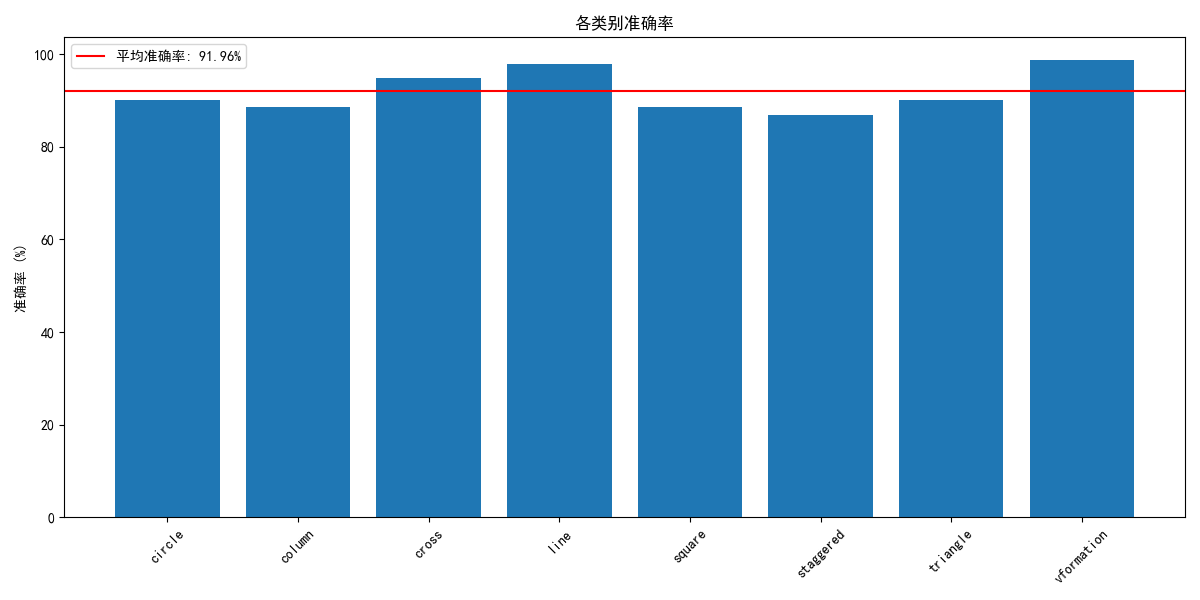 各类别准确率
平均准确率: 91.96%
准确率 (%)
100
80
60
40
20
0
circle
column
cross
line
square
staggered
triangle
vformation